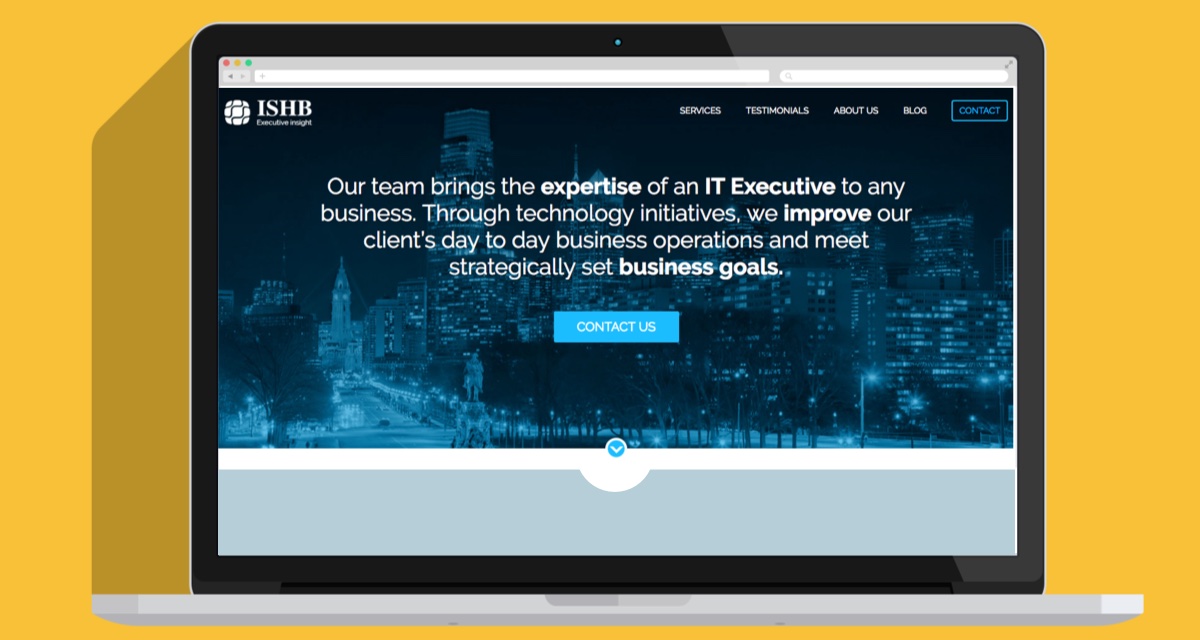 ISHB
Executive insight
SERVICES TESTIMONIALS ABOUT US BLOG CONTACT
Our team brings the expertise of an IT Executive to any
business. Through technology initiatives, we improve our
client's day to day business operations and meet
strategically set business goals.
CONTACT US